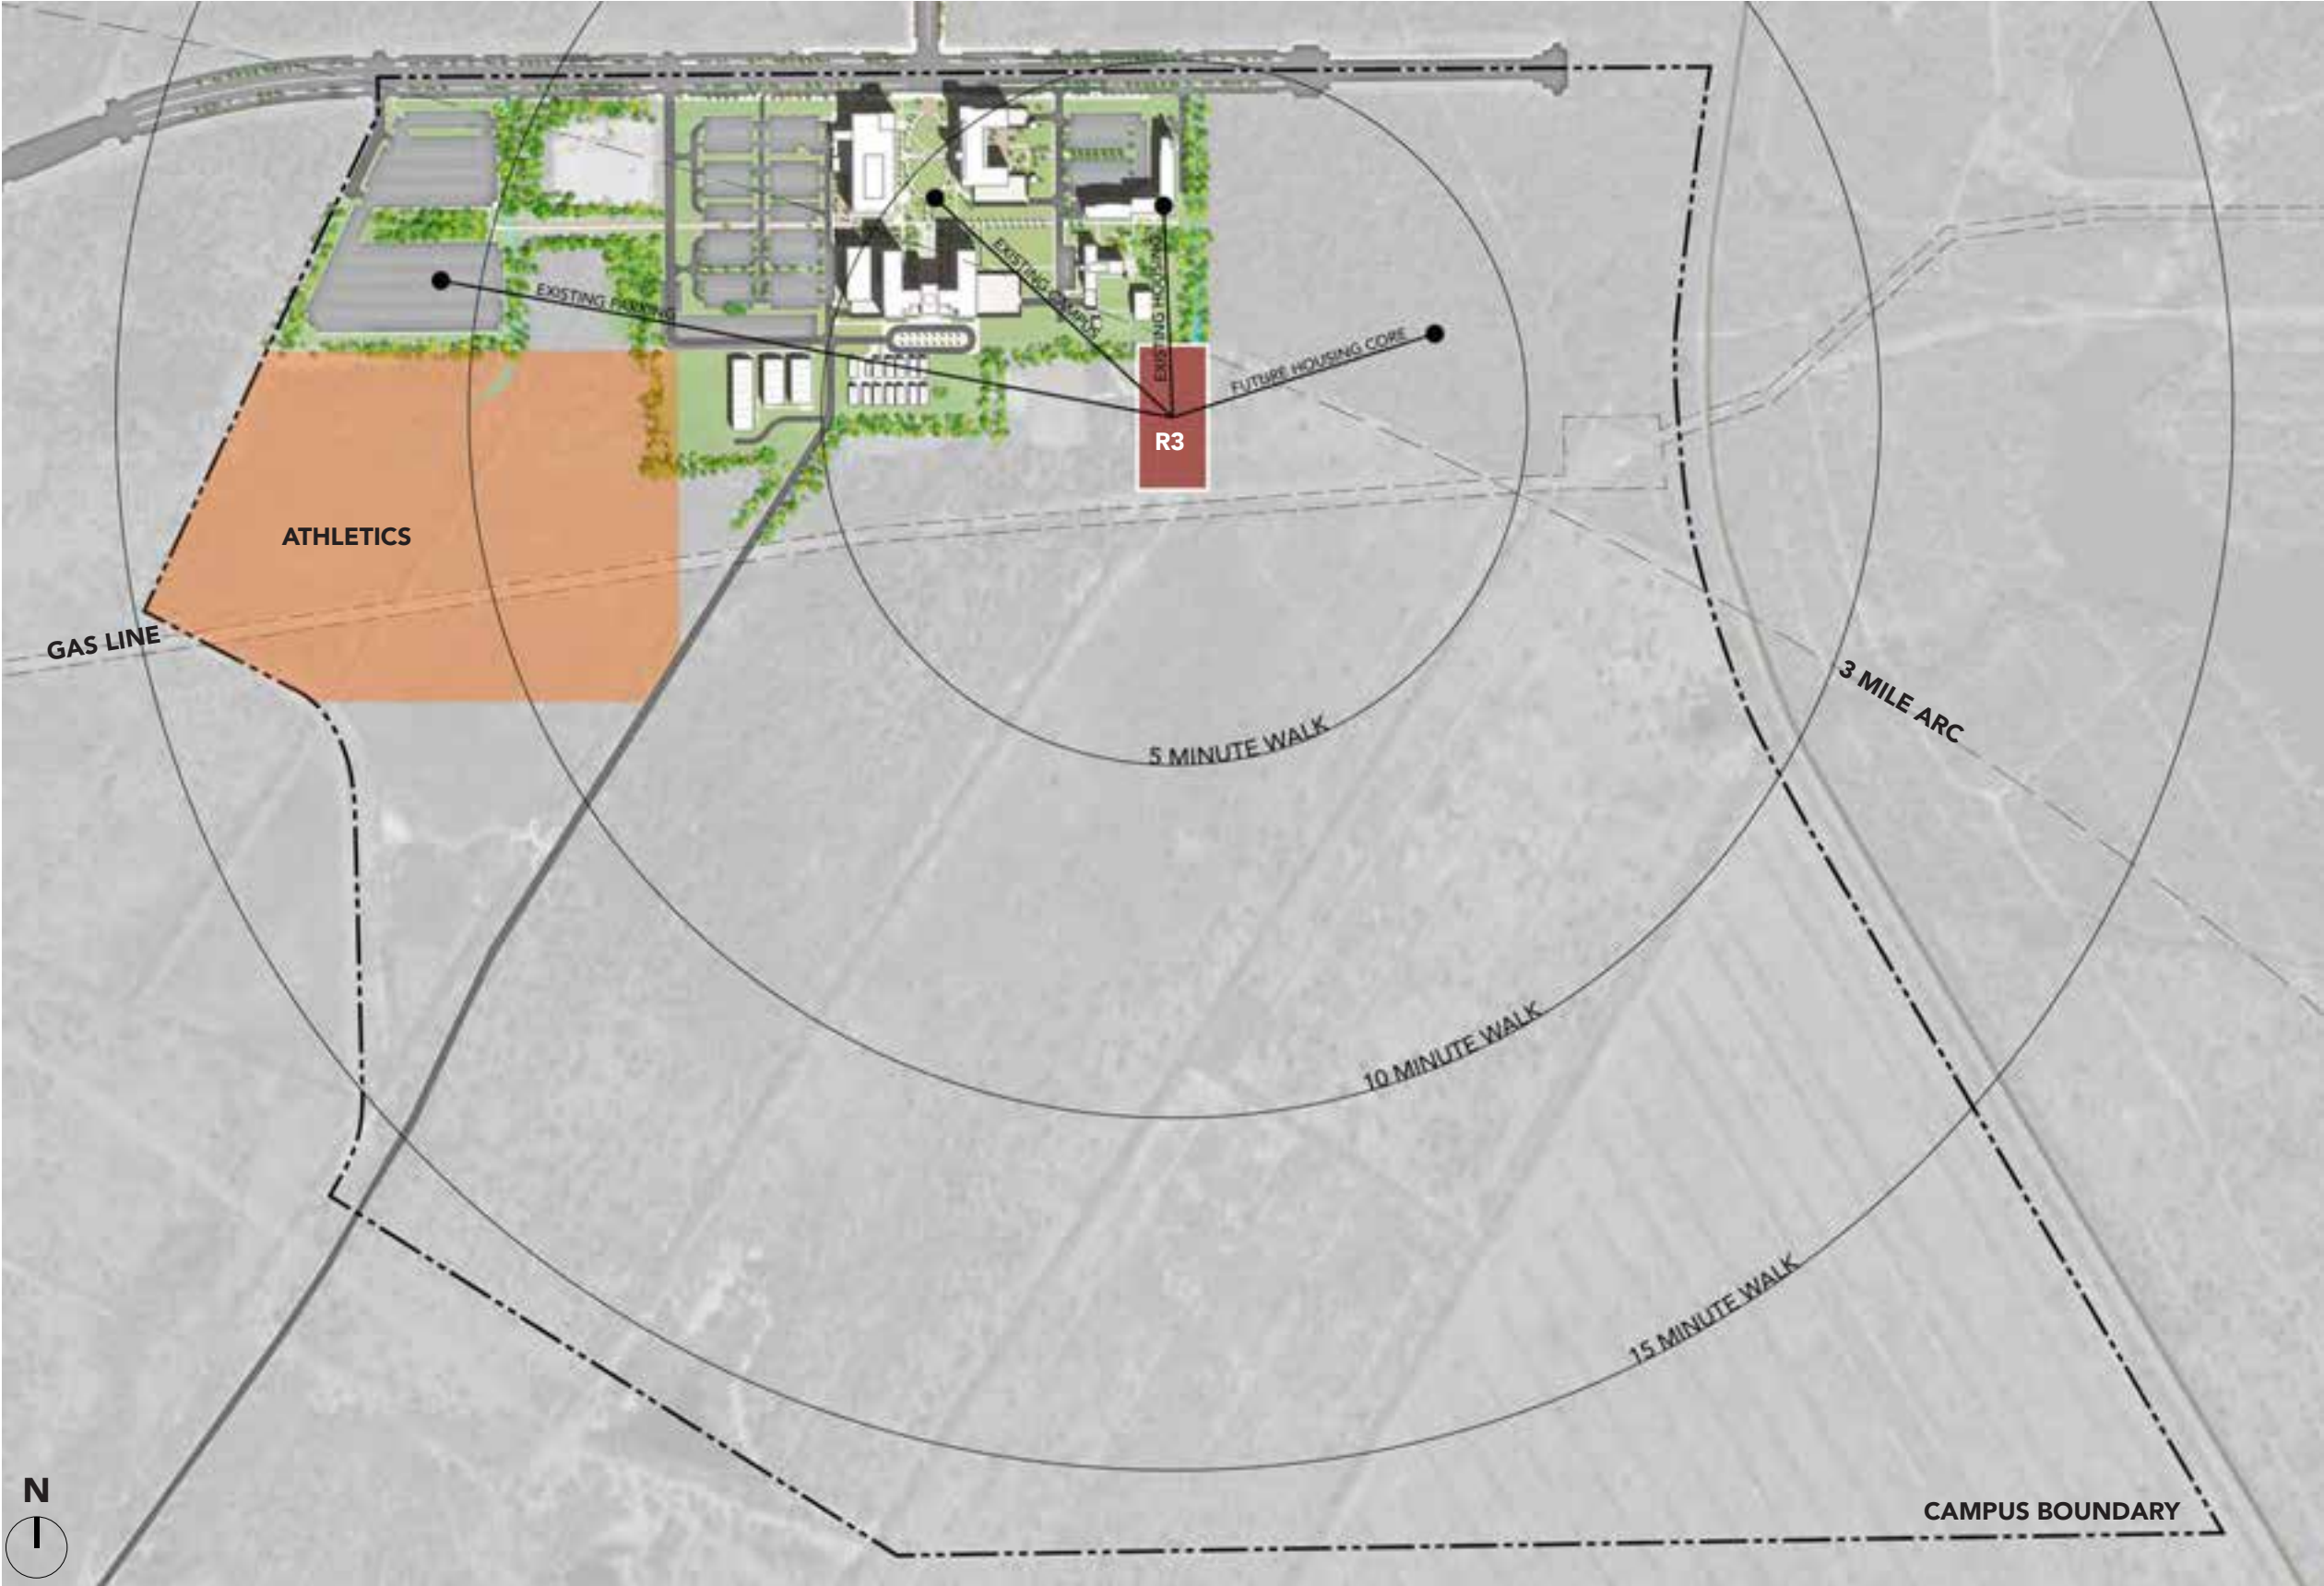 EXISTING PARKING
EXISTING CAMPUS
EXISTING HOUSING
FUTURE HOUSING CORE
R3
ATHLETICS
GAS LINE
3 MILE ARC
5 MINUTE WALK
10 MINUTE WALK
15 MINUTE WALK
N
CAMPUS BOUNDARY